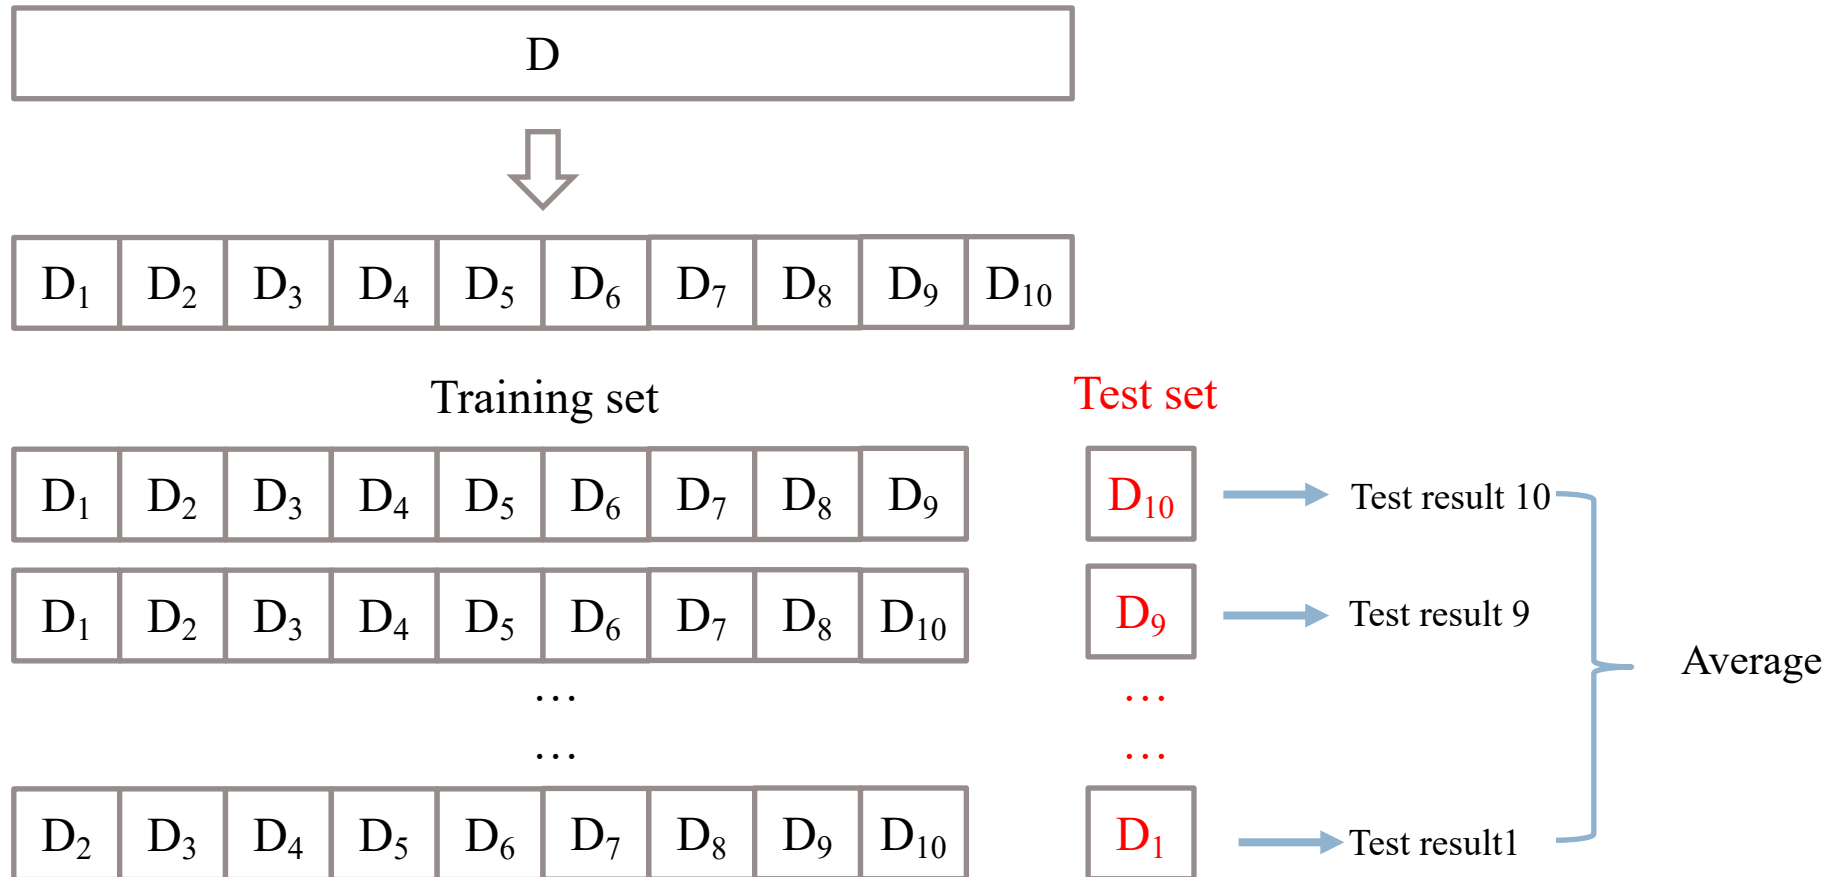 D
D₁ D₂ D₃ D₄ D₅ D₆ D₇ D₈ D₉ D₁₀
Training set Test set
D₁ D₂ D₃ D₄ D₅ D₆ D₇ D₈ D₉ D₁₀ Test result 10
D₁ D₂ D₃ D₄ D₅ D₆ D₇ D₈ D₁₀ D₉ Test result 9
Average
… …
… …
D₂ D₃ D₄ D₅ D₆ D₇ D₈ D₉ D₁₀ D₁ Test result1